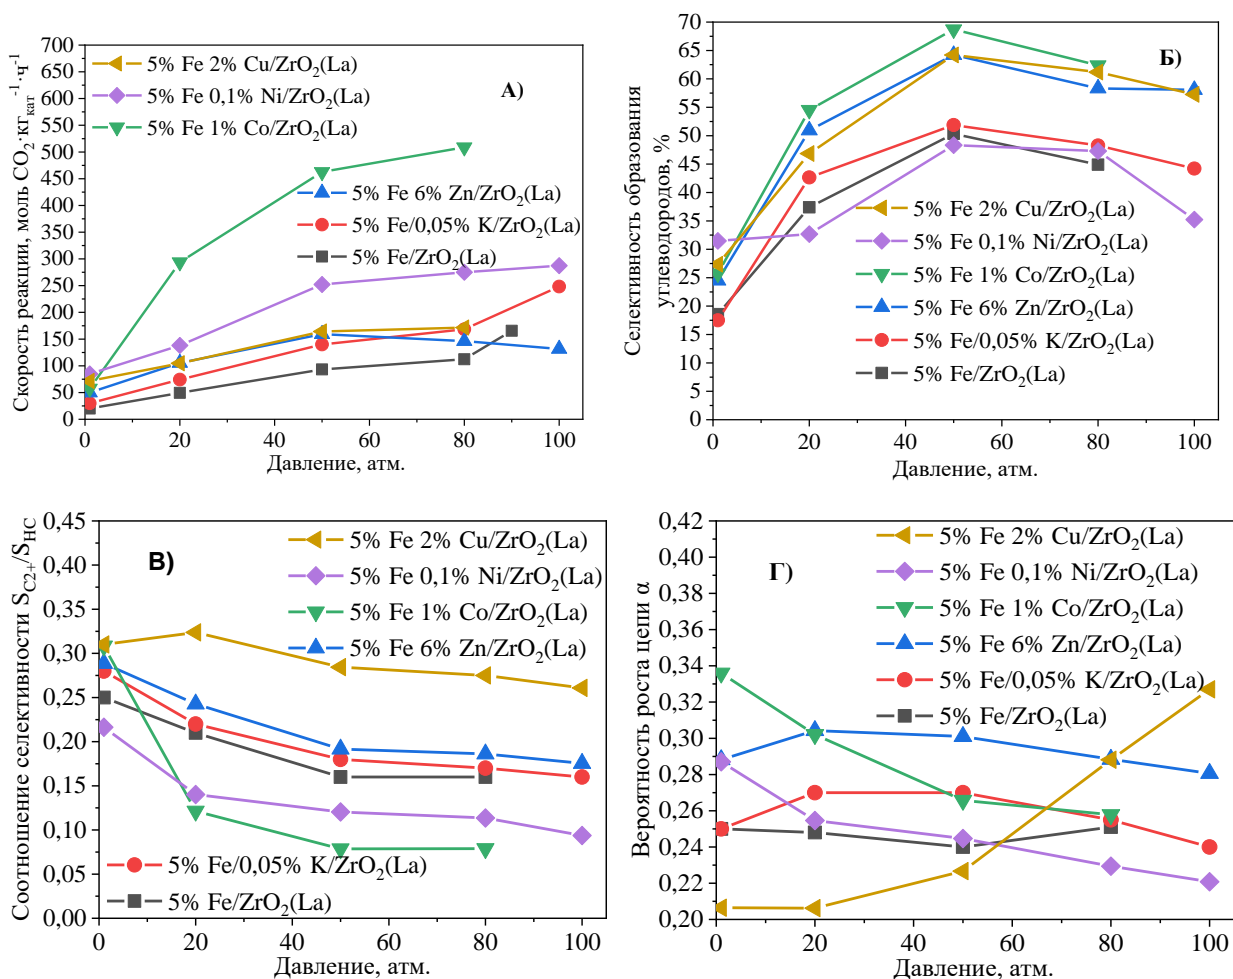 А)
Скорость реакции, моль CO₂·кг_кат⁻¹·ч⁻¹
700
650
600
550
500
450
400
350
300
250
200
150
100
50
0
5% Fe 2% Cu/ZrO₂(La)
5% Fe 0,1% Ni/ZrO₂(La)
5% Fe 1% Co/ZrO₂(La)
5% Fe 6% Zn/ZrO₂(La)
5% Fe/0,05% K/ZrO₂(La)
5% Fe/ZrO₂(La)
0 20 40 60 80 100
Давление, атм.
Б)
Селективность образования
углеводородов, %
70
65
60
55
50
45
40
35
30
25
20
15
10
5
0
5% Fe 2% Cu/ZrO₂(La)
5% Fe 0,1% Ni/ZrO₂(La)
5% Fe 1% Co/ZrO₂(La)
5% Fe 6% Zn/ZrO₂(La)
5% Fe/0,05% K/ZrO₂(La)
5% Fe/ZrO₂(La)
0 20 40 60 80 100
Давление, атм.
В)
Соотношение селективности S_C2+/S_HC
0,45
0,40
0,35
0,30
0,25
0,20
0,15
0,10
0,05
0,00
5% Fe 2% Cu/ZrO₂(La)
5% Fe 0,1% Ni/ZrO₂(La)
5% Fe 1% Co/ZrO₂(La)
5% Fe 6% Zn/ZrO₂(La)
5% Fe/0,05% K/ZrO₂(La)
5% Fe/ZrO₂(La)
0 20 40 60 80 100
Давление, атм.
Г)
Вероятность роста цепи α
0,42
0,40
0,38
0,36
0,34
0,32
0,30
0,28
0,26
0,24
0,22
0,20
5% Fe 2% Cu/ZrO₂(La)
5% Fe 0,1% Ni/ZrO₂(La)
5% Fe 1% Co/ZrO₂(La)
5% Fe 6% Zn/ZrO₂(La)
5% Fe/0,05% K/ZrO₂(La)
5% Fe/ZrO₂(La)
0 20 40 60 80 100
Давление, атм.